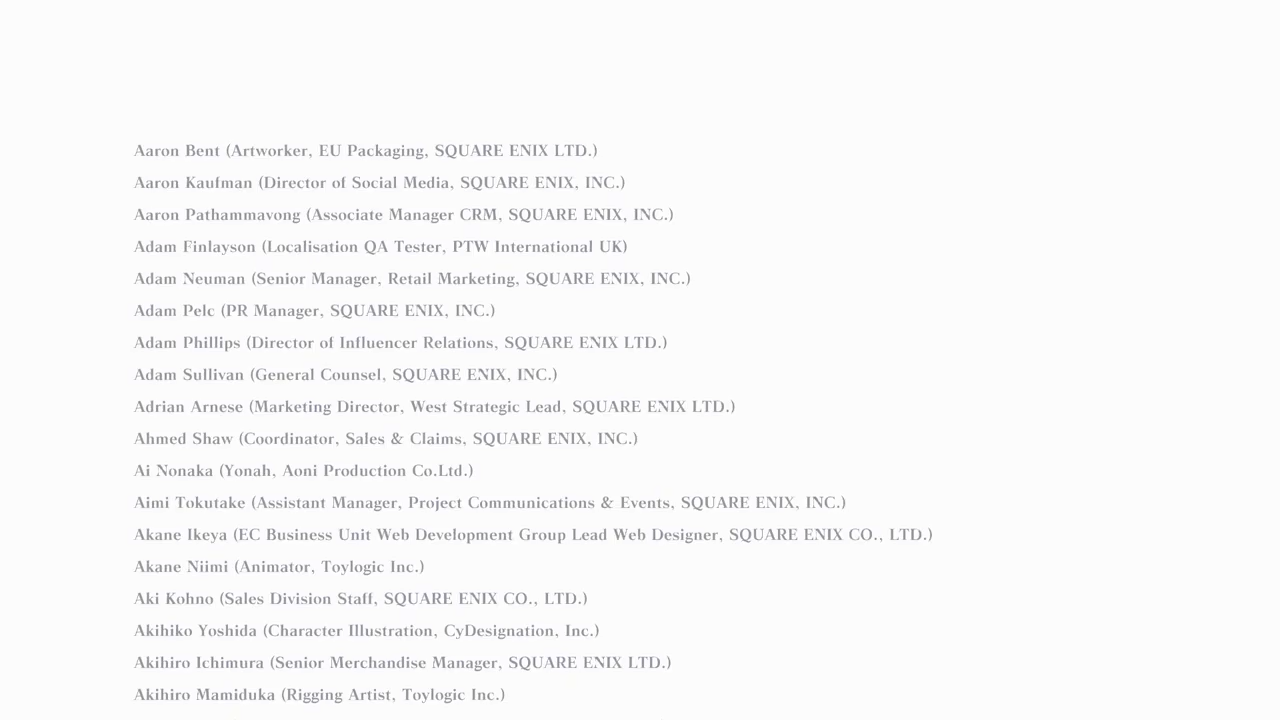 Aaron Bent (Artworker, EU Packaging, SQUARE ENIX LTD.)
Aaron Kaufman (Director of Social Media, SQUARE ENIX, INC.)
Aaron Pathammavong (Associate Manager CRM, SQUARE ENIX, INC.)
Adam Finlayson (Localisation QA Tester, PTW International UK)
Adam Neuman (Senior Manager, Retail Marketing, SQUARE ENIX, INC.)
Adam Pelc (PR Manager, SQUARE ENIX, INC.)
Adam Phillips (Director of Influencer Relations, SQUARE ENIX LTD.)
Adam Sullivan (General Counsel, SQUARE ENIX, INC.)
Adrian Arnese (Marketing Director, West Strategic Lead, SQUARE ENIX LTD.)
Ahmed Shaw (Coordinator, Sales & Claims, SQUARE ENIX, INC.)
Ai Nonaka (Yonah, Aoni Production Co.Ltd.)
Aimi Tokutake (Assistant Manager, Project Communications & Events, SQUARE ENIX, INC.)
Akane Ikeya (EC Business Unit Web Development Group Lead Web Designer, SQUARE ENIX CO., LTD.)
Akane Niimi (Animator, Toylogic Inc.)
Aki Kohno (Sales Division Staff, SQUARE ENIX CO., LTD.)
Akihiko Yoshida (Character Illustration, CyDesignation, Inc.)
Akihiro Ichimura (Senior Merchandise Manager, SQUARE ENIX LTD.)
Akihiro Mamiduka (Rigging Artist, Toylogic Inc.)